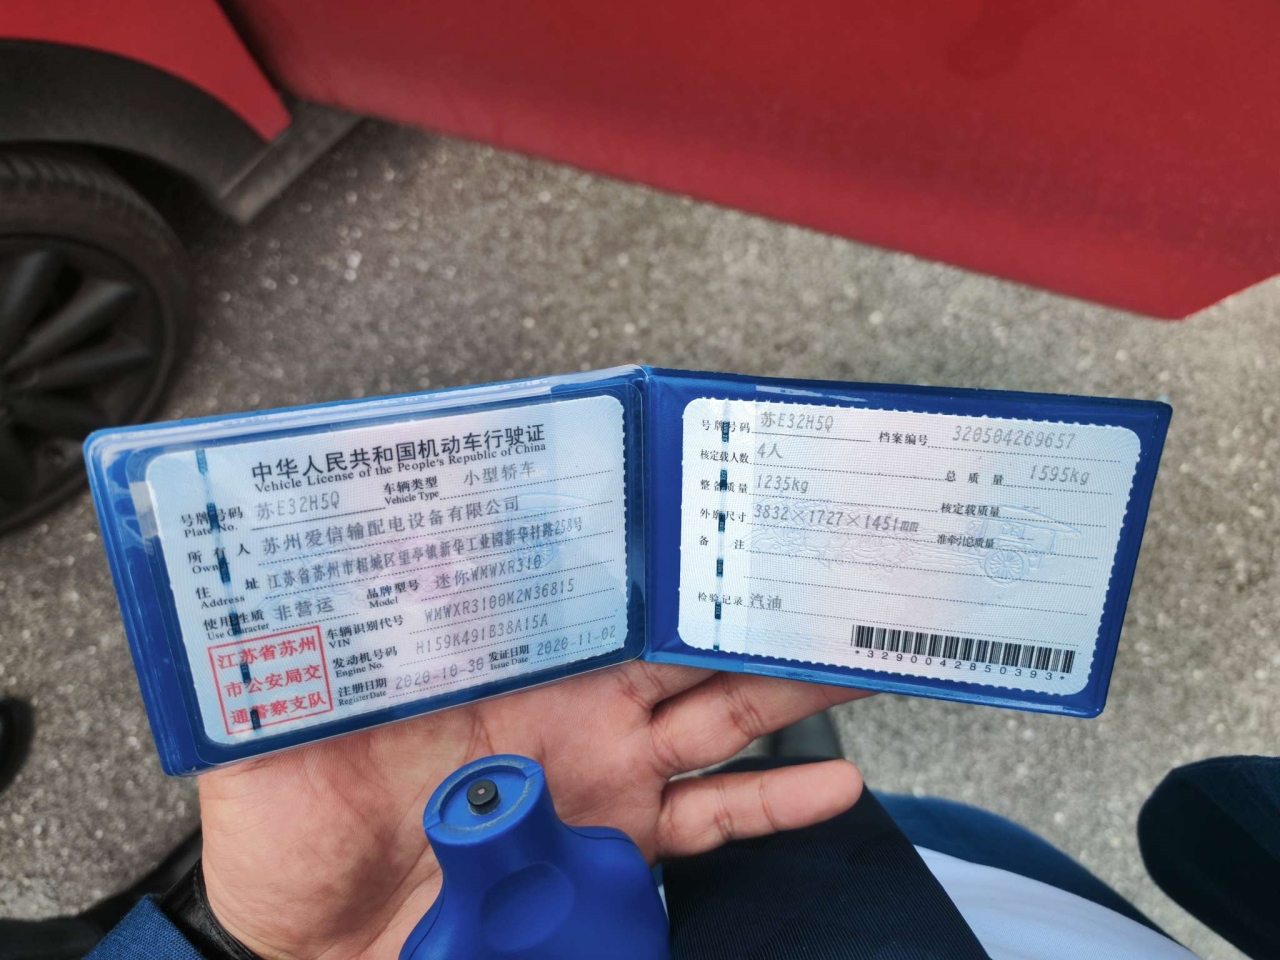 中华人民共和国机动车行驶证
Vehicle License of the People's Republic of China
号牌号码 苏E32H5Q 车辆类型 小型轿车
Plate No. Vehicle Type
所有人 苏州爱信输配电设备有限公司
Owner
住址 江苏省苏州市相城区望亭镇新华工业园新华村路258号
Address
使用性质 非营运 品牌型号 迷你WMWXR310
Use Character Model
江苏省苏州
市公安局交
通警察支队
车辆识别代号 WMWXR3100M2N36815
VIN
发动机号码 H159K491B38A15A
Engine No.
注册日期 2020-10-30 发证日期 2020-11-02
Register Date Issue Date
号牌号码 苏E32H5Q 档案编号 320504269657
核定载人数 4人 总质量 1595kg
整备质量 1235kg 核定载质量
外廓尺寸 3832×1727×1451mm 准牵引总质量
备注
检验记录 汽油
*3290042850393*